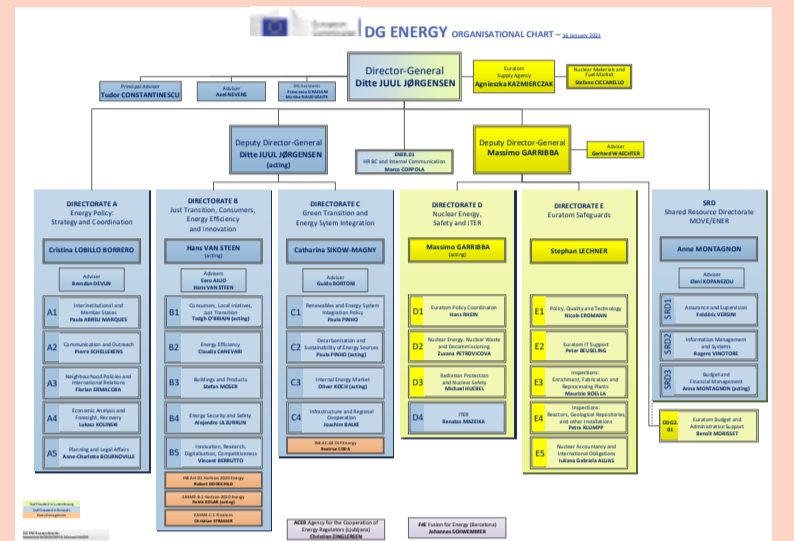 DG ENERGY ORGANISATIONAL CHART – 16 January 2021
Director-General
Ditte JUUL JØRGENSEN
Euratom
Supply Agency
Agnieszka KAZMIERCZAK
Nuclear Materials and
Fuel Market
Stefano CICCARELLO
Principal Adviser
Tudor CONSTANTINESCU
Adviser
Axel NEVENS
DG Assistants
Deputy Director-General
Ditte JUUL JØRGENSEN
(acting)
ENER.01
HR BC and Internal Communication
Marco COPPOLA
Deputy Director-General
Massimo GARRIBBA
Adviser
Gerhard WAECHTER
DIRECTORATE A
Energy Policy:
Strategy and Coordination
Cristina LOBILLO BORRERO
Adviser
Brendan DEVLIN
A1
Interinstitutional and
Member States
Paula ABREU MARQUES
A2
Communication and Outreach
Pierre SCHELLEKENS
A3
Neighbourhood Policies and
International Relations
Florian ERMACORA
A4
Economic Analysis and
Foresight, Recovery
Lukasz KOLINSKI
A5
Planning and Legal Affairs
Anne-Charlotte BOURNOVILLE
DIRECTORATE B
Just Transition, Consumers,
Energy Efficiency
and Innovation
Hans VAN STEEN
(acting)
Advisers
Eero AILIO
Hans VAN STEEN
B1
Consumers, Local Iniatives,
Just Transition
Tadgh O'BRIAIN (acting)
B2
Energy Efficiency
Claudia CANEVARI
B3
Buildings and Products
Stefan MOSER
B4
Energy Security and Safety
Alejandro ULZURRUN
B5
Innovation, Research,
Digitalisation, Competitiveness
Vincent BERRUTTO
DIRECTORATE C
Green Transition and
Energy Sytem Integration
Catharina SIKOW-MAGNY
Adviser
Guido BORTONI
C1
Renewables and Energy System
Integration Policy
Paula PINHO
C2
Decarbonisation and
Sustainability of Energy Sources
Paula PINHO (acting)
C3
Internal Energy Market
Oliver KOCH (acting)
C4
Infrastructure and Regional
Cooperation
Joachim BALKE
DIRECTORATE D
Nuclear Energy,
Safety and ITER
Massimo GARRIBBA
(acting)
D1
Euratom Policy Coordinaton
Hans RHEIN
D2
Nuclear Energy, Nuclear Waste
and Decommissioning
Zuzana PETROVICOVA
D3
Radiation Protection
and Nuclear Safety
Michael HUEBEL
D4
ITER
Renatas MAZEIKA
DIRECTORATE E
Euratom Safeguards
Stephan LECHNER
E1
Policy, Quality and Technology
Nicole ERDMANN
E2
Euratom IT Support
Peter BEUSELING
E3
Inspections:
Enrichment, Fabrication and
Reprocessing Plants
Maurizio BOELLA
E4
Inspections:
Reactors, Geological Repositories
and other Installations
Petra KLUMPP
E5
Nuclear Accountancy and
International Obligations
Iuliana Gabriela AUJAS
SRD
Shared Resource Directorate
MOVE/ENER
Anne MONTAGNON
Adviser
Eleni KOPANEZOU
SRD1
Assurance and Supervision
Frédéric VERSINI
SRD2
Information Management
and Systems
Rogero VINCITORE
SRD3
Budget and
Financial Management
Anne MONTAGNON (acting)
DDG2.
01
Euratom Budget and
Administration Support
Benoît MORISSET
ACER Agency for the Cooperation of
Energy Regulators (Ljubljana)
Christian ZINGLERSEN
F4E Fusion for Energy (Barcelona)
Johannes SCHWEMMER